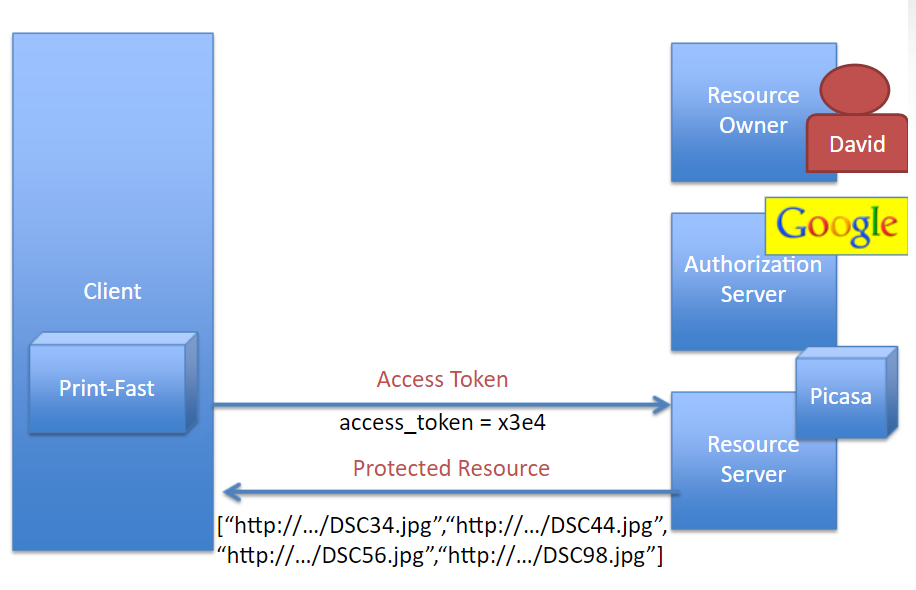 Client
Print-Fast
Resource
Owner
David
Google
Authorization
Server
Access Token
access_token = x3e4
Picasa
Resource
Server
Protected Resource
[“http://…/DSC34.jpg”,“http://…/DSC44.jpg”,
“http://…/DSC56.jpg”,“http://…/DSC98.jpg”]